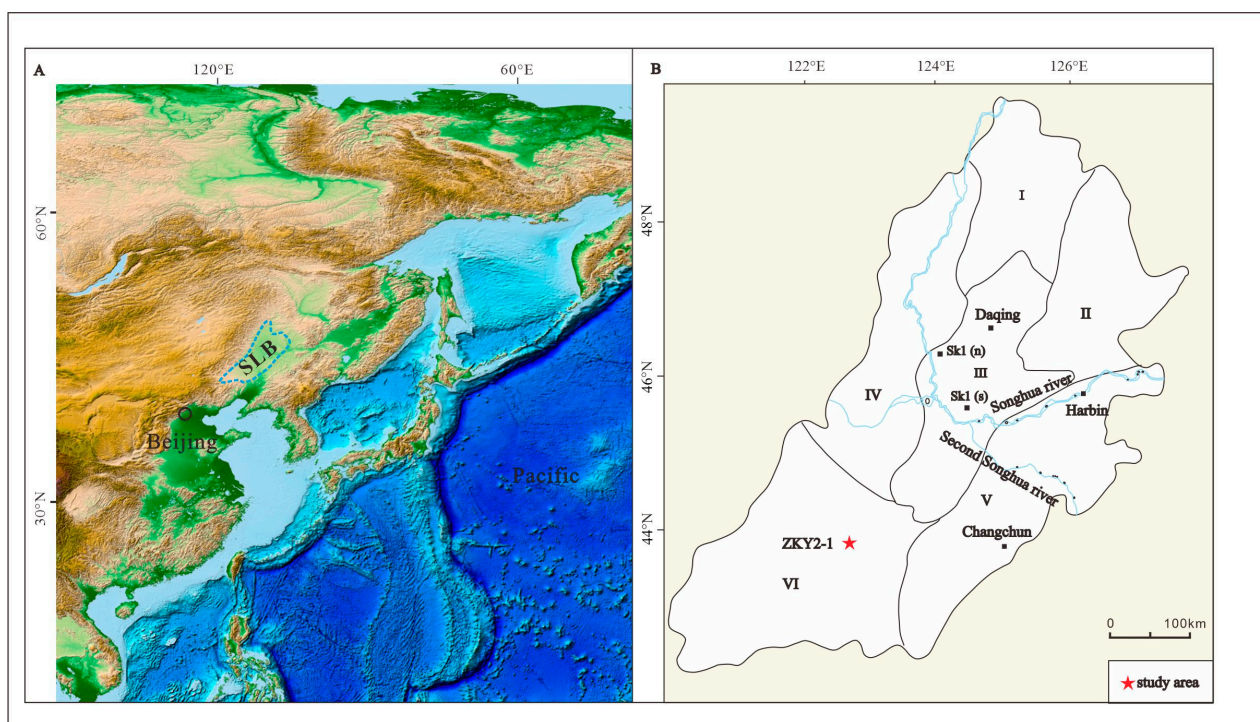 A
120°E
60°E
60°N
30°N
SLB
Beijing
Pacific
B
122°E
124°E
126°E
48°N
46°N
44°N
I
II
Daqing
Sk1 (n)
III
Sk1 (s)
Songhua river
IV
Harbin
Second Songhua river
V
Changchun
ZKY2-1
VI
0
100km
study area